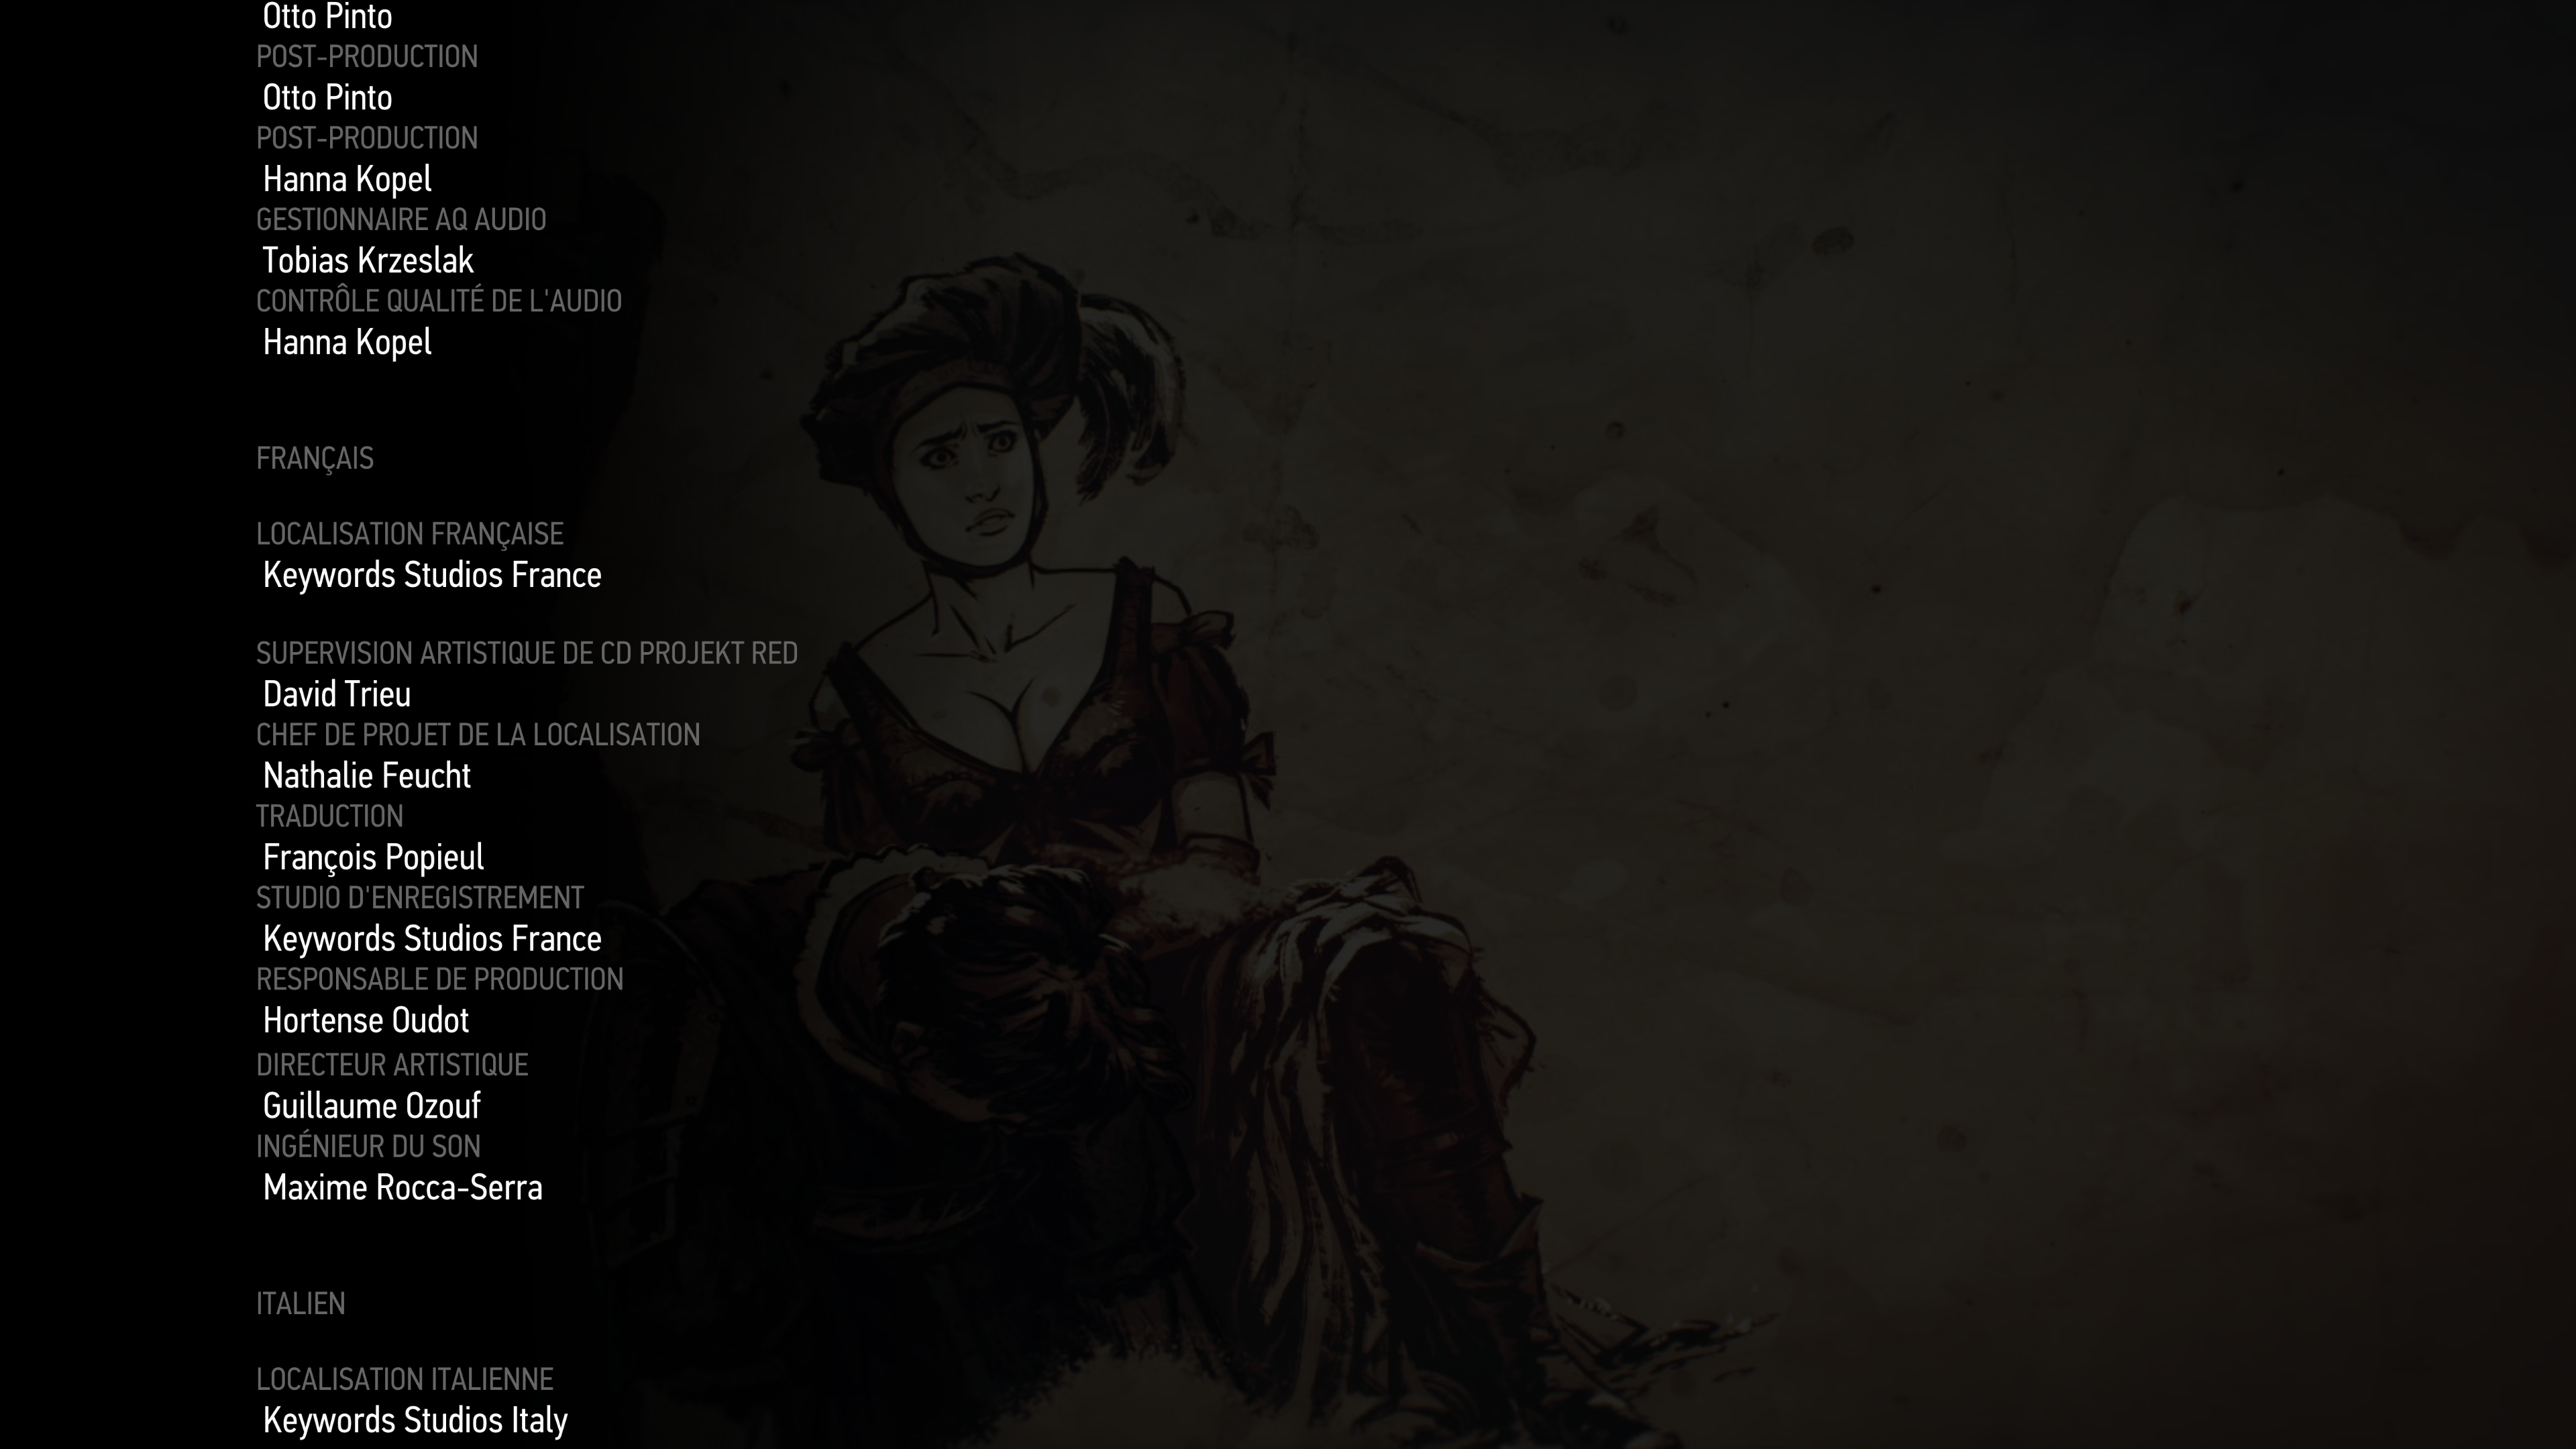 Otto Pinto
POST-PRODUCTION
Otto Pinto
POST-PRODUCTION
Hanna Kopel
GESTIONNAIRE AQ AUDIO
Tobias Krzeslak
CONTRÔLE QUALITÉ DE L'AUDIO
Hanna Kopel
FRANÇAIS
LOCALISATION FRANÇAISE
Keywords Studios France
SUPERVISION ARTISTIQUE DE CD PROJEKT RED
David Trieu
CHEF DE PROJET DE LA LOCALISATION
Nathalie Feucht
TRADUCTION
François Popieul
STUDIO D'ENREGISTREMENT
Keywords Studios France
RESPONSABLE DE PRODUCTION
Hortense Oudot
DIRECTEUR ARTISTIQUE
Guillaume Ozouf
INGÉNIEUR DU SON
Maxime Rocca-Serra
ITALIEN
LOCALISATION ITALIENNE
Keywords Studios Italy